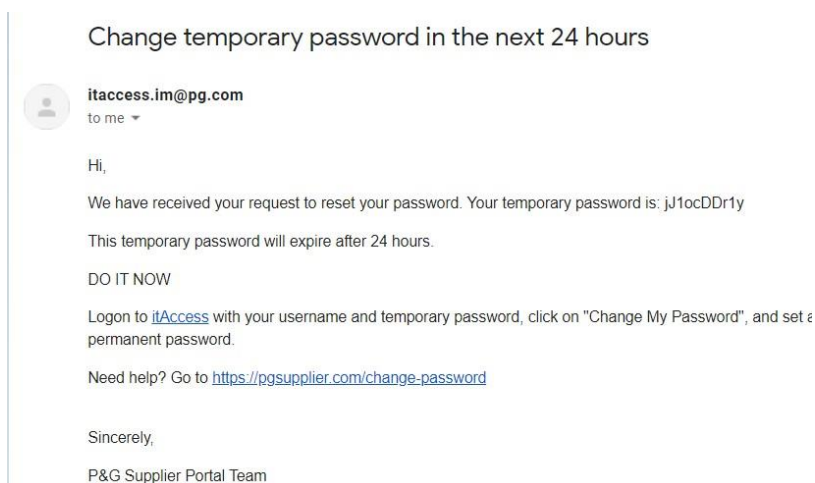 Change temporary password in the next 24 hours
itaccess.im@pg.com
to me
Hi,
We have received your request to reset your password. Your temporary password is: jJ1ocDDr1y
This temporary password will expire after 24 hours.
DO IT NOW
Logon to itAccess with your username and temporary password, click on "Change My Password", and set a
permanent password.
Need help? Go to https://pgsupplier.com/change-password
Sincerely,
P&G Supplier Portal Team